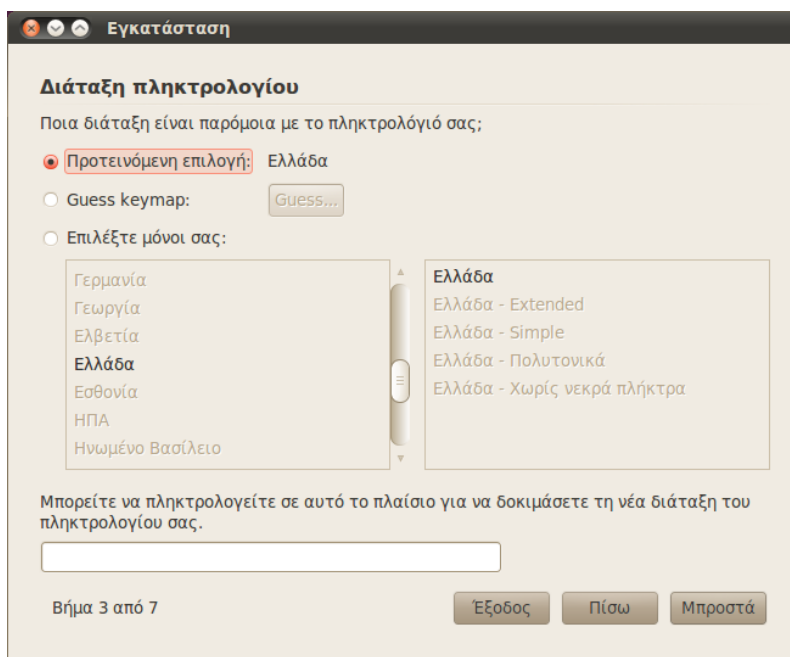 Εγκατάσταση
Διάταξη πληκτρολογίου
Ποια διάταξη είναι παρόμοια με το πληκτρολόγιό σας;
Προτεινόμενη επιλογή: Ελλάδα
Guess keymap: Guess...
Επιλέξτε μόνοι σας:
Γερμανία
Γεωργία
Ελβετία
Ελλάδα
Εσθονία
ΗΠΑ
Ηνωμένο Βασίλειο
Ελλάδα
Ελλάδα - Extended
Ελλάδα - Simple
Ελλάδα - Πολυτονικά
Ελλάδα - Χωρίς νεκρά πλήκτρα
Μπορείτε να πληκτρολογείτε σε αυτό το πλαίσιο για να δοκιμάσετε τη νέα διάταξη του
πληκτρολογίου σας.
Βήμα 3 από 7
Έξοδος
Πίσω
Μπροστά